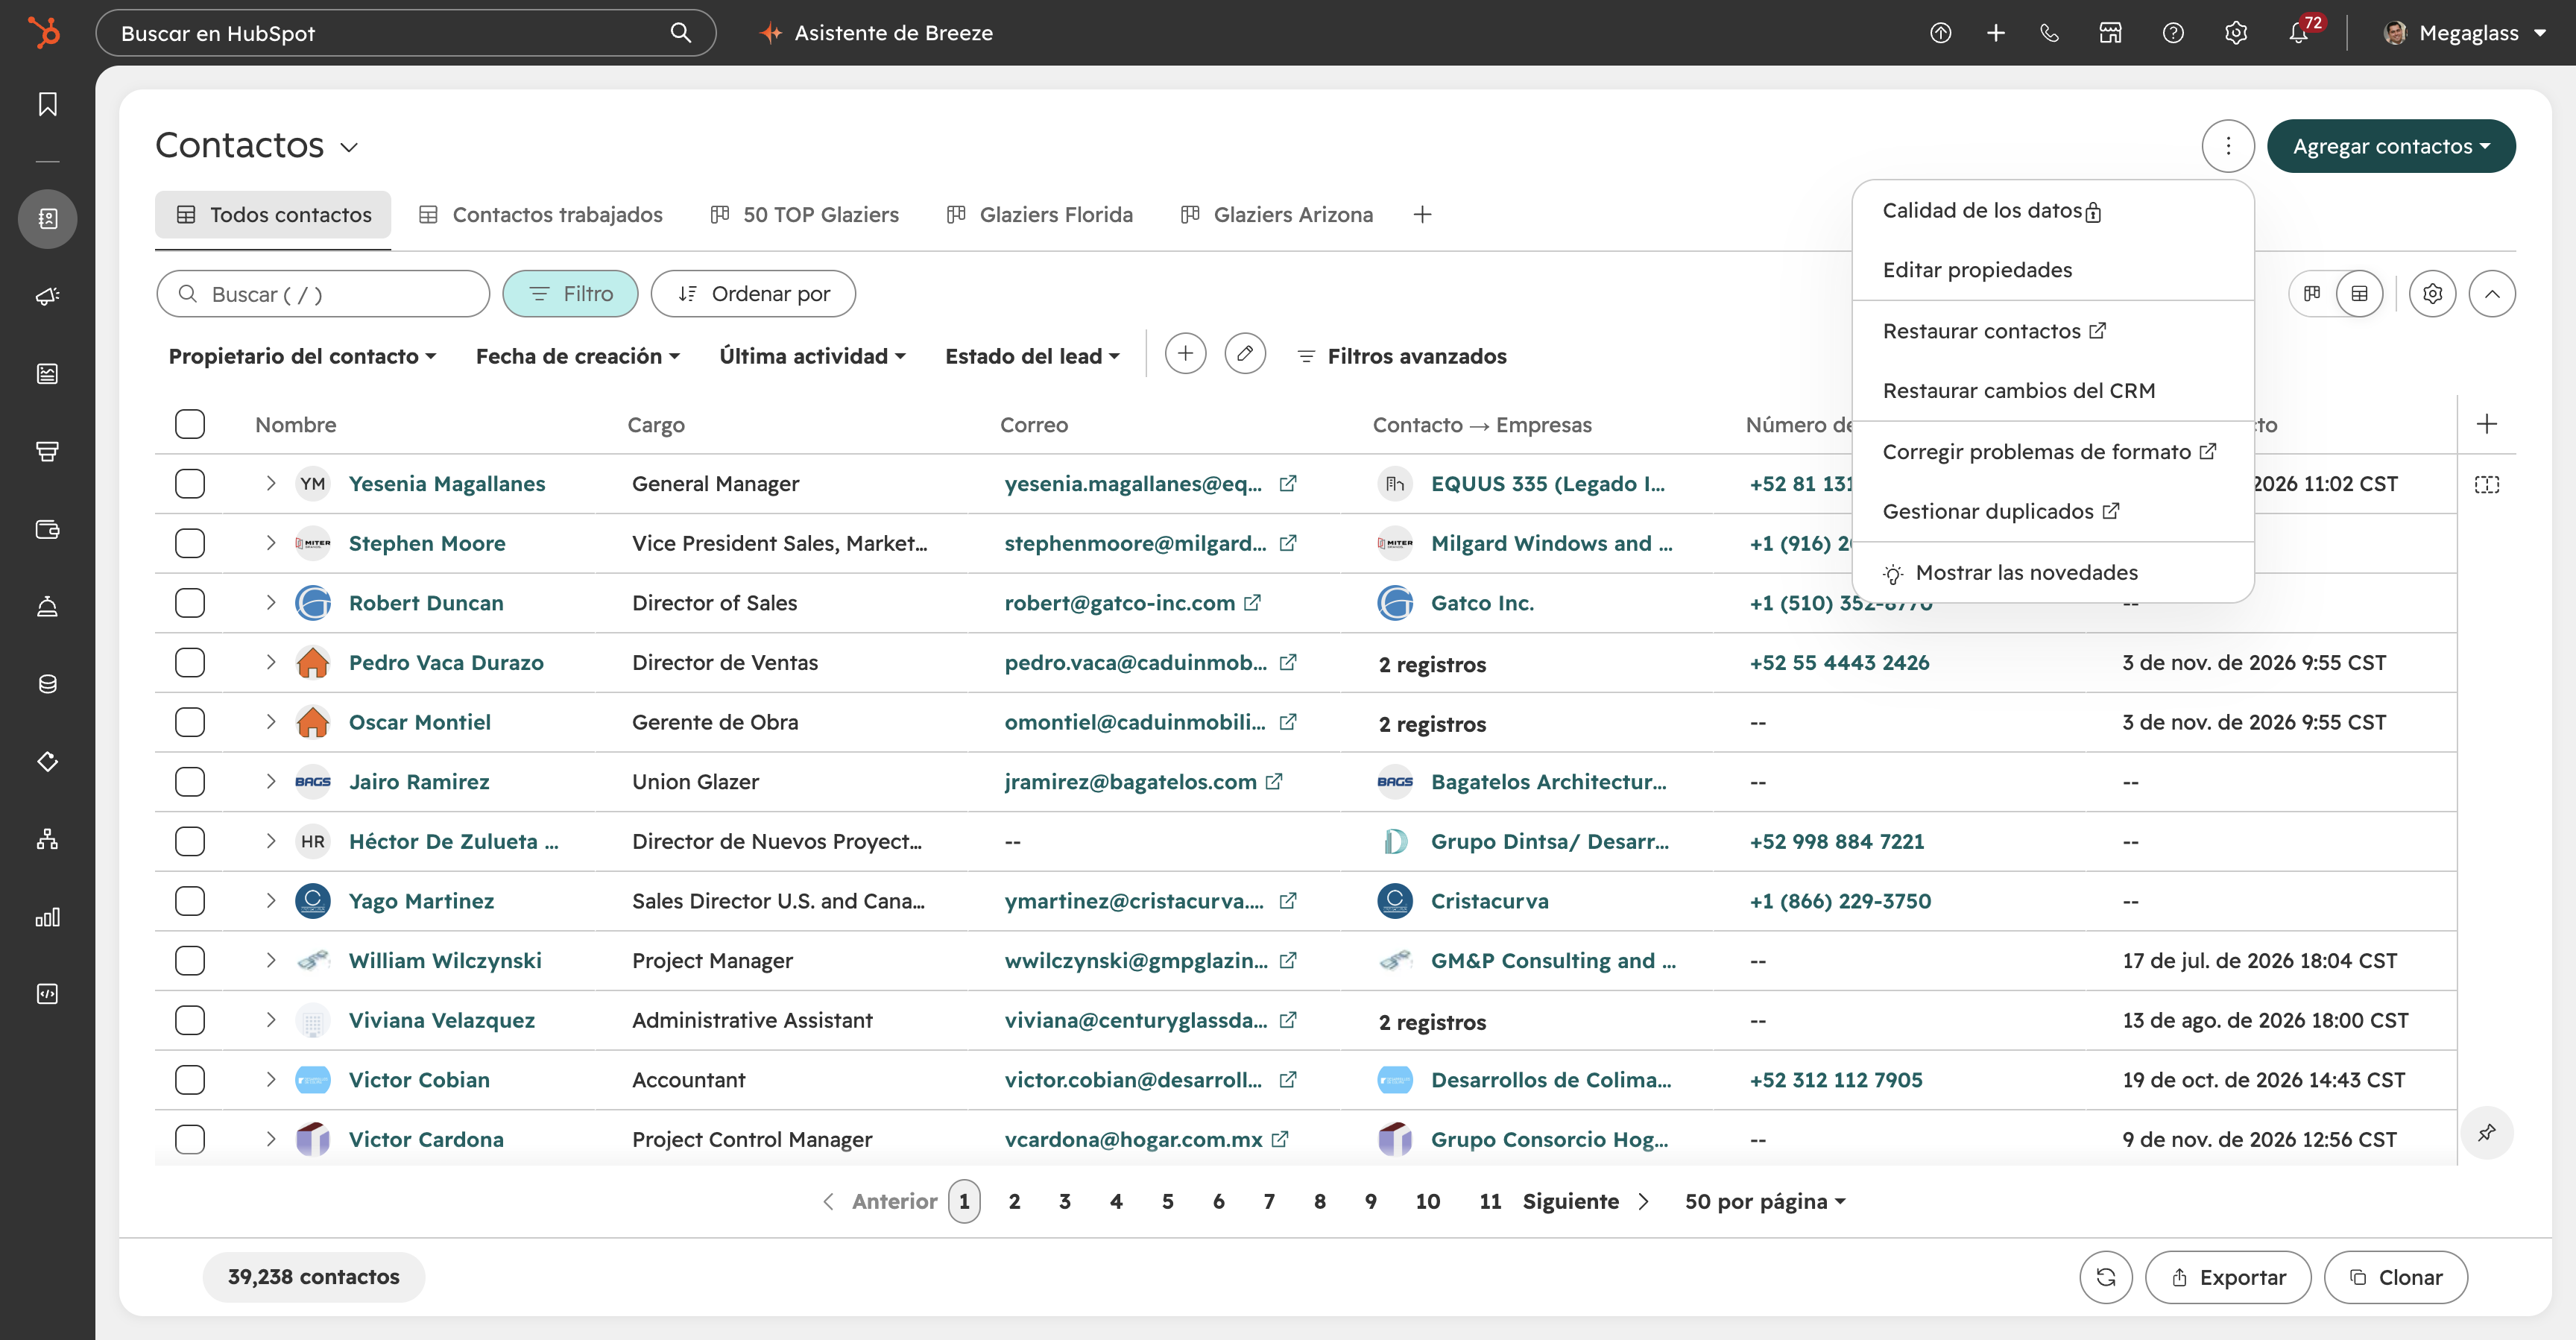 Buscar en HubSpot
Asistente de Breeze
72
Megaglass
Contactos
Agregar contactos
Todos contactos
Contactos trabajados
50 TOP Glaziers
Glaziers Florida
Glaziers Arizona
Calidad de los datos
Editar propiedades
Restaurar contactos
Restaurar cambios del CRM
Corregir problemas de formato
Gestionar duplicados
Mostrar las novedades
Buscar ( / )
Filtro
Ordenar por
Propietario del contacto
Fecha de creación
Última actividad
Estado del lead
Filtros avanzados
Nombre Cargo Correo Contacto → Empresas Número
YM Yesenia Magallanes General Manager yesenia.magallanes@eq... EQUUS 335 (Legado I... +52 81 131 2026 11:02 CST
MITER Stephen Moore Vice President Sales, Market... stephenmoore@milgard... MITER Milgard Windows and ... +1 (916)
Robert Duncan Director of Sales robert@gatco-inc.com Gatco Inc. +1 (510) 352-8770 --
Pedro Vaca Durazo Director de Ventas pedro.vaca@caduinmob... 2 registros +52 55 4443 2426 3 de nov. de 2026 9:55 CST
Oscar Montiel Gerente de Obra omontiel@caduinmobili... 2 registros -- 3 de nov. de 2026 9:55 CST
BAGS Jairo Ramirez Union Glazer jramirez@bagatelos.com BAGS Bagatelos Architectur... -- --
HR Héctor De Zulueta ... Director de Nuevos Proyect... -- Grupo Dintsa/ Desarr... +52 998 884 7221 --
Yago Martinez Sales Director U.S. and Cana... ymartinez@cristacurva.... Cristacurva +1 (866) 229-3750 --
William Wilczynski Project Manager wwilczynski@gmpglazin... GM&P Consulting and ... -- 17 de jul. de 2026 18:04 CST
Viviana Velazquez Administrative Assistant viviana@centuryglassda... 2 registros -- 13 de ago. de 2026 18:00 CST
Victor Cobian Accountant victor.cobian@desarroll... Desarrollos de Colima... +52 312 112 7905 19 de oct. de 2026 14:43 CST
Victor Cardona Project Control Manager vcardona@hogar.com.mx Grupo Consorcio Hog... -- 9 de nov. de 2026 12:56 CST
Anterior 1 2 3 4 5 6 7 8 9 10 11 Siguiente 50 por página
39,238 contactos
Exportar
Clonar